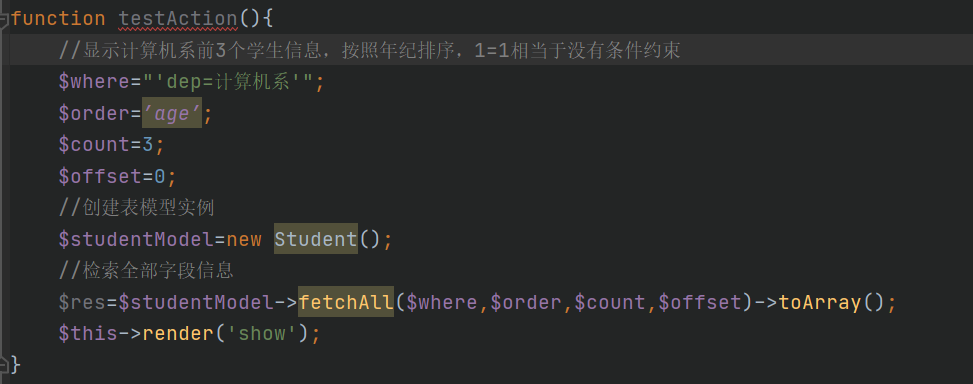 function testAction(){
//显示计算机系前3个学生信息，按照年纪排序，1=1相当于没有条件约束
$where="'dep=计算机系'";
$order=’age’;
$count=3;
$offset=0;
//创建表模型实例
$studentModel=new Student();
//检索全部字段信息
$res=$studentModel->fetchAll($where,$order,$count,$offset)->toArray();
$this->render('show');
}